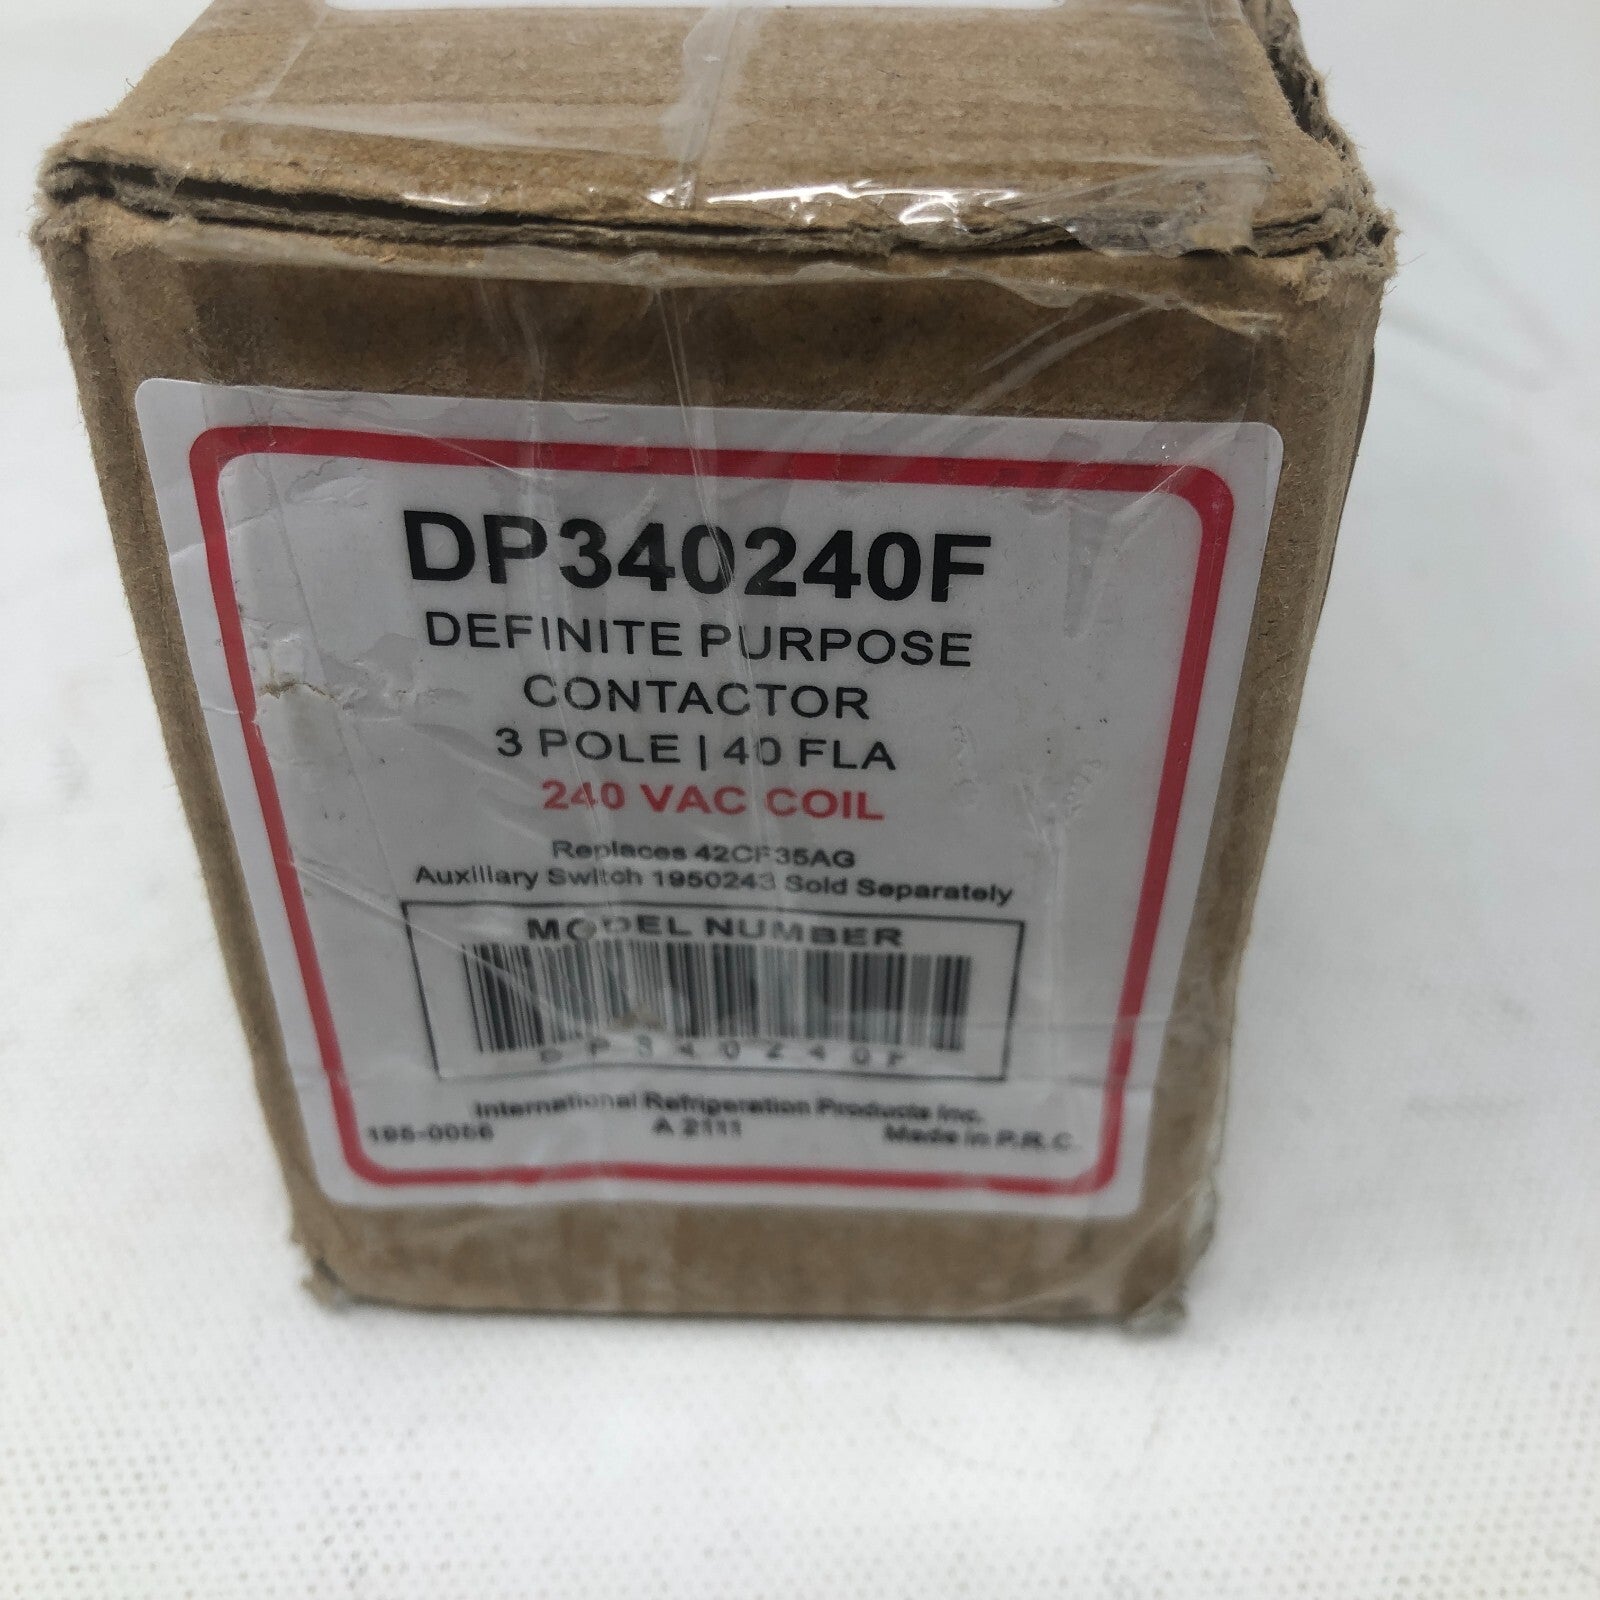 DP340240F
DEFINITE PURPOSE
CONTACTOR
3 POLE | 40 FLA
240 VAC COIL
Replaces 42CF35AG
Auxiliary Switch 1950243 Sold Separately
MODEL NUMBER
DP340240F
International Refrigeration Products Inc.
195-0056 A 2111 Made in P.R.C.